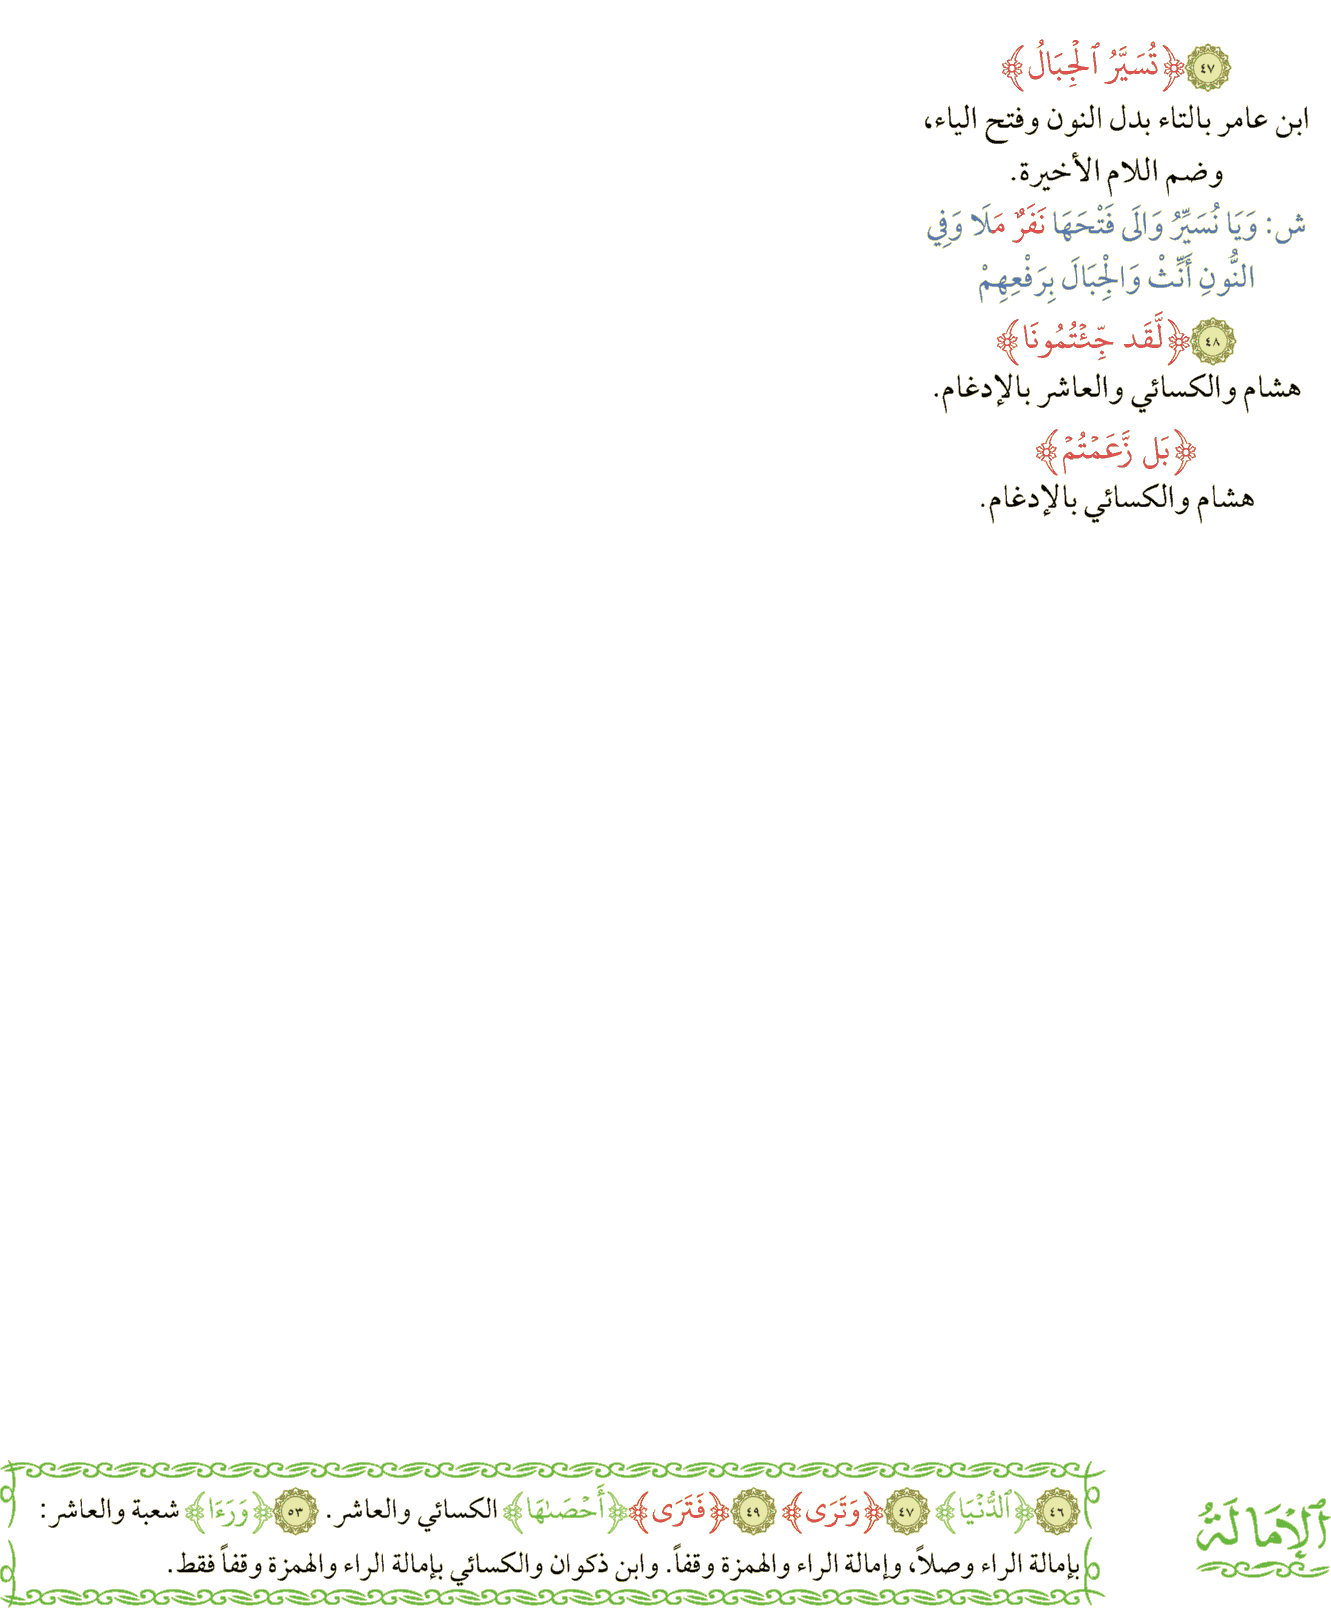 ٤٧ ﴿تُسَيَّرُ ٱلْجِبَالُ﴾
ابن عامر بالتاء بدل النون وفتح الياء،
وضم اللام الأخيرة.
ش: وَيَا نُسَيِّرُ وَالَى فَتْحَهَا نَفَرٌ مَلَا وَفِي
النُّونِ أَنِّثْ وَالْجِبَالَ بِرَفْعِهِمْ
٤٨ ﴿لَّقَد جِّئۡتُمُونَا﴾
هشام والكسائي والعاشر بالإدغام.
﴿بَل زَّعَمۡتُمۡ﴾
هشام والكسائي بالإدغام.
ٱلْإِمَالَةُ
٤٦ ﴿ٱلدُّنْيَا﴾ ٤٧ ﴿وَتَرَى﴾ ٤٩ ﴿فَتَرَى﴾ ﴿أَحْصَىٰهَا﴾ الكسائي والعاشر. ٥٣ ﴿وَرَءَا﴾ شعبة والعاشر:
بإمالة الراء وصلاً، وإمالة الراء والهمزة وقفاً. وابن ذكوان والكسائي بإمالة الراء والهمزة وقفاً فقط.